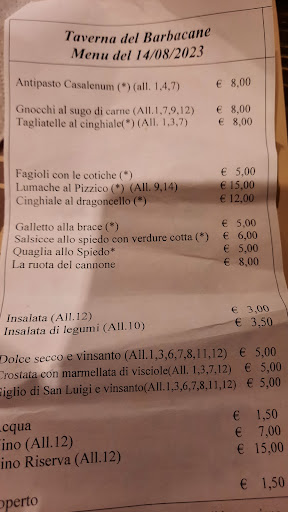 Taverna del Barbacane
Menu del 14/08/2023
Antipasto Casalenum (*) (all. 1,4,7) € 8,00
Gnocchi al sugo di carne (All.1,7,9,12) € 8,00
Tagliatelle al cinghiale(*) (All. 1,3,7) € 8,00
Fagioli con le cotiche (*) € 5,00
Lumache al Pizzico (*) (All. 9,14) € 15,00
Cinghiale al dragoncello (*) € 12,00
Galletto alla brace (*) € 5,00
Salsicce allo spiedo con verdure cotta (*) € 6,00
Quaglia allo Spiedo* € 5,00
La ruota del cannone € 8,00
Insalata (All.12) € 3,00
Insalata di legumi (All.10) € 3,50
Dolce secco e vinsanto (All.1,3,6,7,8,11,12) € 5,00
Crostata con marmellata di visciole(All. 1,3,7,12) € 5,00
Giglio di San Luigi e vinsanto(All.1,3,6,7,8,11,12) € 5,00
Acqua € 1,50
ino (All.12) € 7,00
ino Riserva (All.12) € 15,00
operto € 1,50